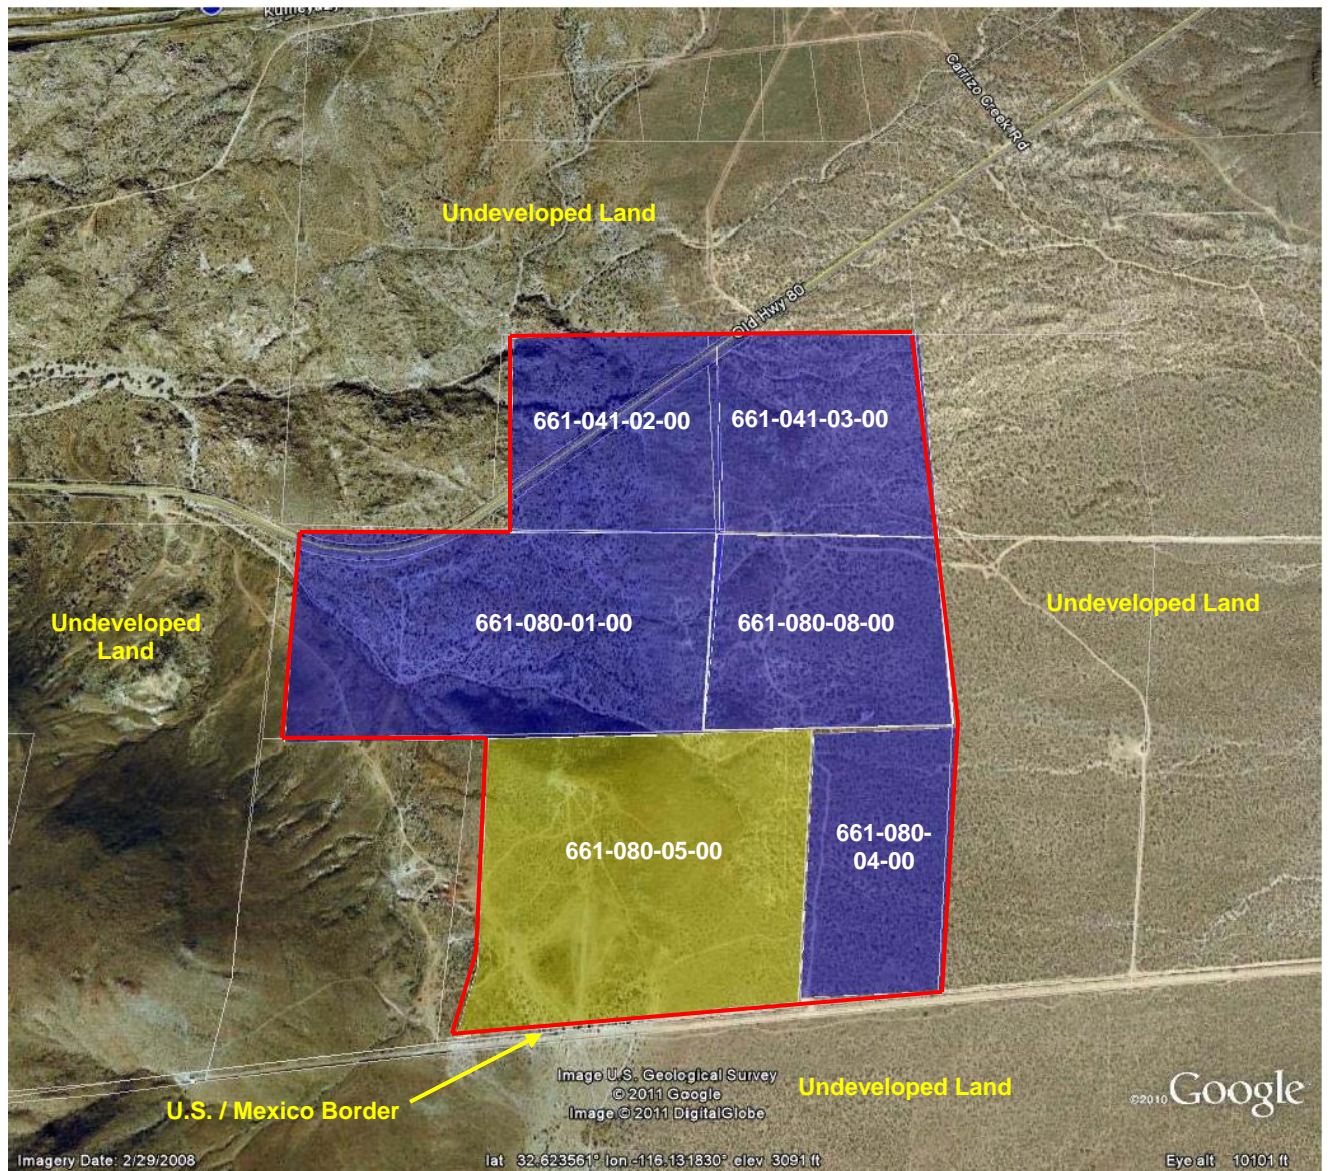 Carrizo Creek Rd
Undeveloped Land
Old Hwy 80
661-041-02-00
661-041-03-00
Undeveloped
Land
661-080-01-00
661-080-08-00
Undeveloped Land
661-080-05-00
661-080-
04-00
U.S. / Mexico Border
Image U.S. Geological Survey
© 2011 Google
Image © 2011 DigitalGlobe
Undeveloped Land
©2010 Google
Imagery Date: 2/29/2008
lat 32.623561° lon -116.131830° elev 3091 ft
Eye alt 10101 ft